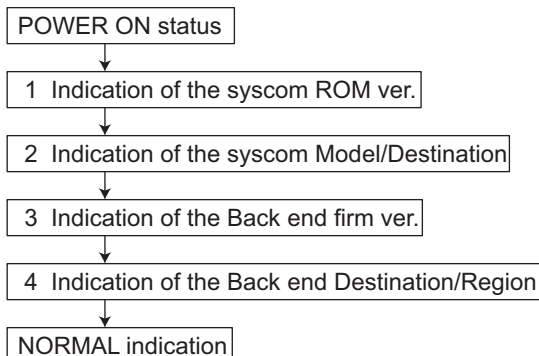 POWER ON status
1 Indication of the syscom ROM ver.
2 Indication of the syscom Model/Destination
3 Indication of the Back end firm ver.
4 Indication of the Back end Destination/Region
NORMAL indication